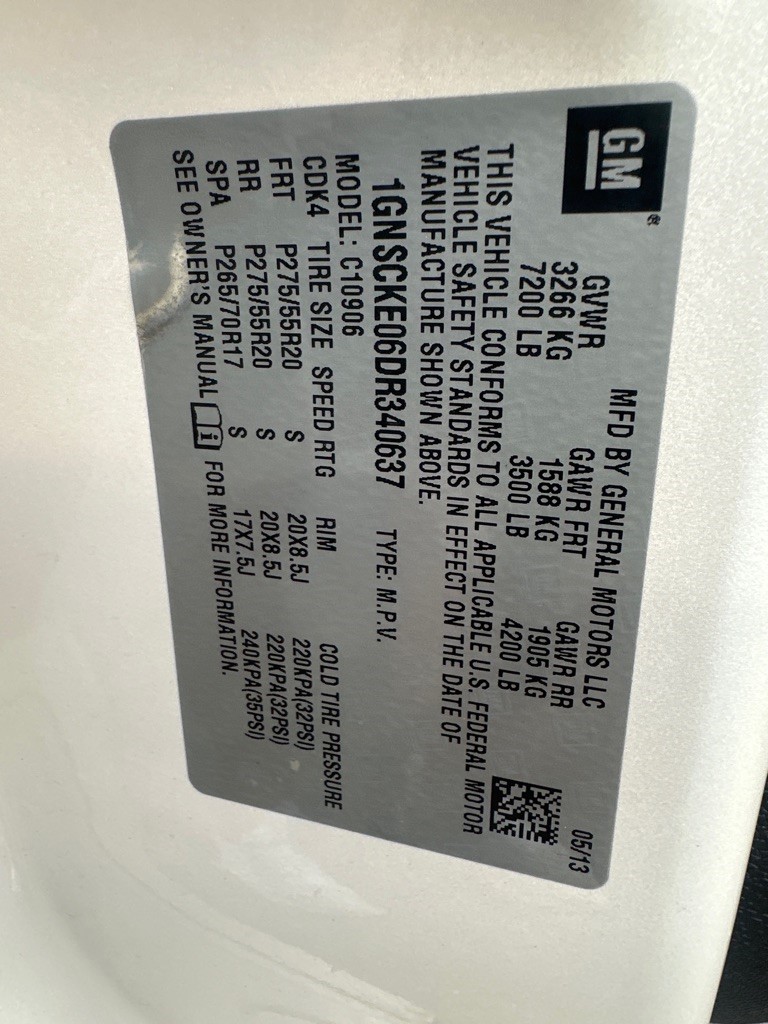 GM ®
MFD BY GENERAL MOTORS LLC 05/13
GVWR GAWR FRT GAWR RR
3266 KG 1588 KG 1905 KG
7200 LB 3500 LB 4200 LB
THIS VEHICLE CONFORMS TO ALL APPLICABLE U.S. FEDERAL MOTOR
VEHICLE SAFETY STANDARDS IN EFFECT ON THE DATE OF
MANUFACTURE SHOWN ABOVE.
1GNSCKE06DR340637 TYPE: M.P.V.
MODEL: C10906
CDK4 TIRE SIZE SPEED RTG RIM COLD TIRE PRESSURE
FRT P275/55R20 S 20X8.5J 220KPA(32PSI)
RR P275/55R20 S 20X8.5J 220KPA(32PSI)
SPA P265/70R17 S 17X7.5J 240KPA(35PSI)
SEE OWNER'S MANUAL FOR MORE INFORMATION.